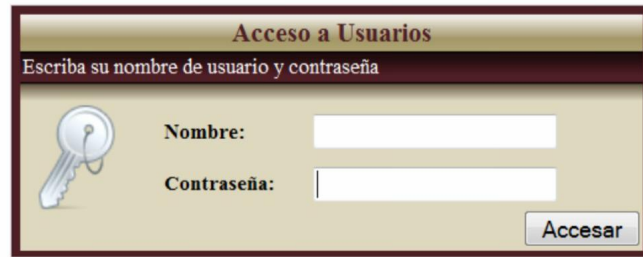 Acceso a Usuarios
Escriba su nombre de usuario y contraseña
Nombre:
Contraseña:
Accesar